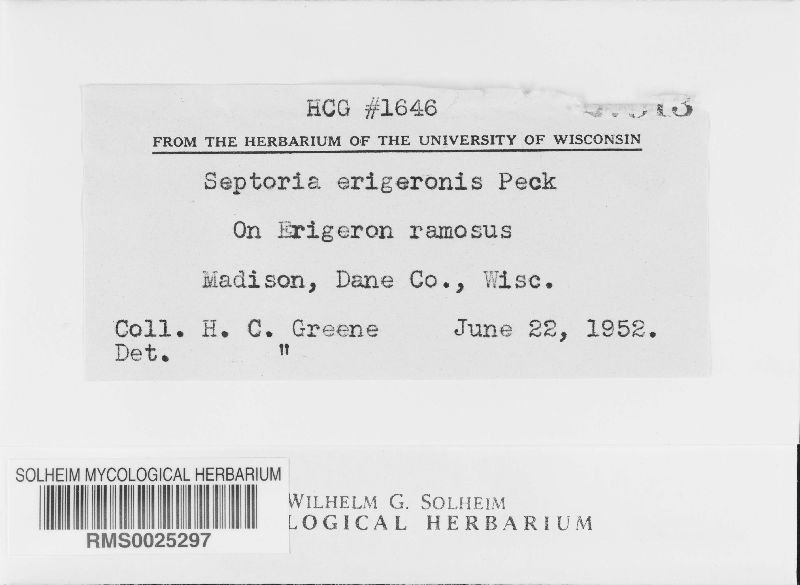 HCG #1646
FROM THE HERBARIUM OF THE UNIVERSITY OF WISCONSIN
Septoria erigeronis Peck
On Erigeron ramosus
Madison, Dane Co., Wisc.
Coll. H. C. Greene June 22, 1952.
Det. "
SOLHEIM MYCOLOGICAL HERBARIUM
RMS0025297
WILHELM G. SOLHEIM
LOGICAL HERBARIUM